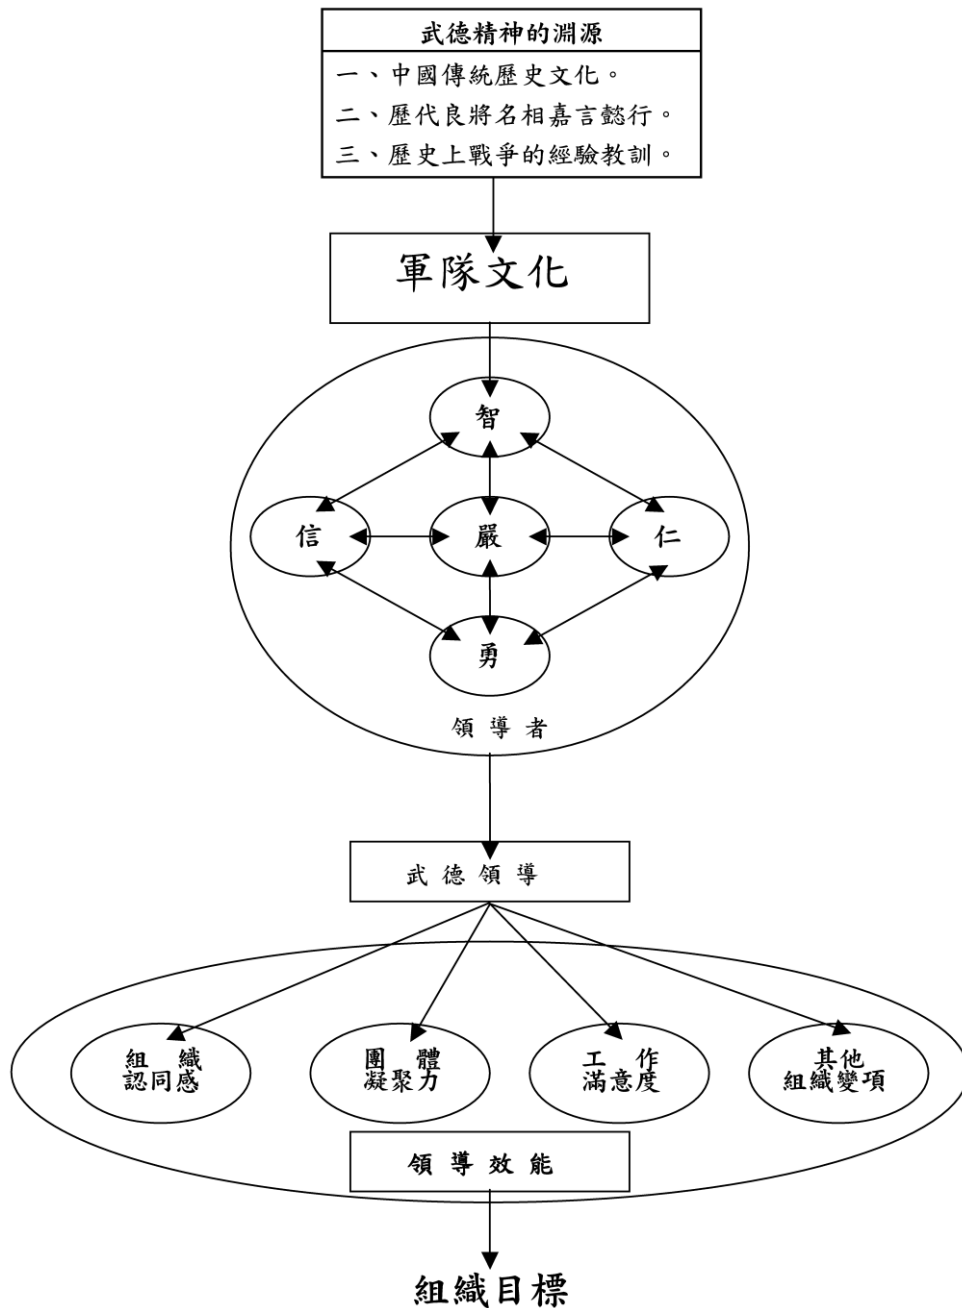 武德精神的淵源
一、中國傳統歷史文化。
二、歷代良將名相嘉言懿行。
三、歷史上戰爭的經驗教訓。
軍隊文化
智
信
嚴
仁
勇
領導者
武德領導
組織
認同感
團體
凝聚力
工作
滿意度
其他
組織變項
領導效能
組織目標